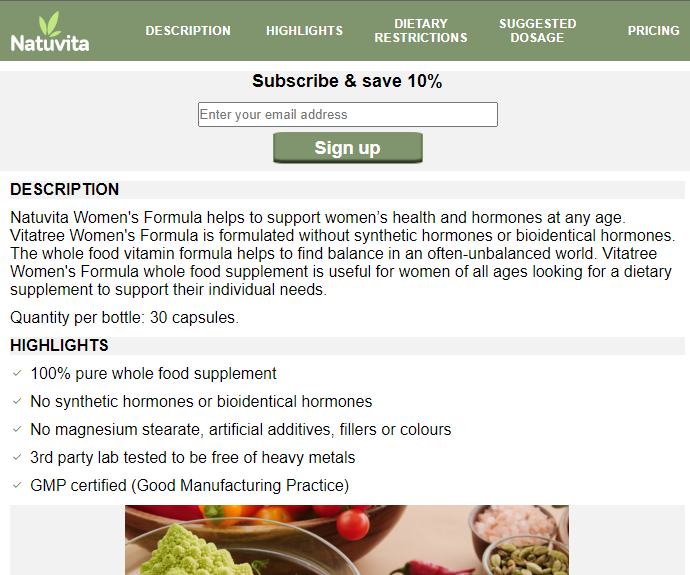 Natuvita
DESCRIPTION
HIGHLIGHTS
DIETARY
RESTRICTIONS
SUGGESTED
DOSAGE
PRICING
Subscribe & save 10%
Enter your email address
Sign up
DESCRIPTION
Natuvita Women's Formula helps to support women’s health and hormones at any age.
Vitatree Women's Formula is formulated without synthetic hormones or bioidentical hormones.
The whole food vitamin formula helps to find balance in an often-unbalanced world. Vitatree
Women's Formula whole food supplement is useful for women of all ages looking for a dietary
supplement to support their individual needs.
Quantity per bottle: 30 capsules.
HIGHLIGHTS
100% pure whole food supplement
No synthetic hormones or bioidentical hormones
No magnesium stearate, artificial additives, fillers or colours
3rd party lab tested to be free of heavy metals
GMP certified (Good Manufacturing Practice)